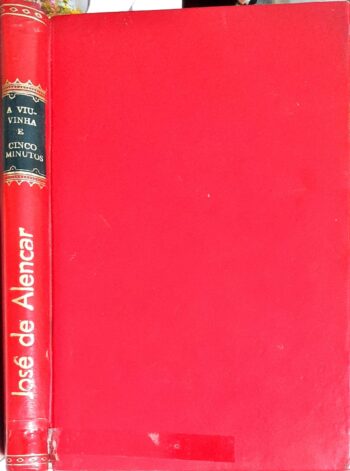 A VIU-
VINHA
E
CINCO
MINUTOS
José de Alencar